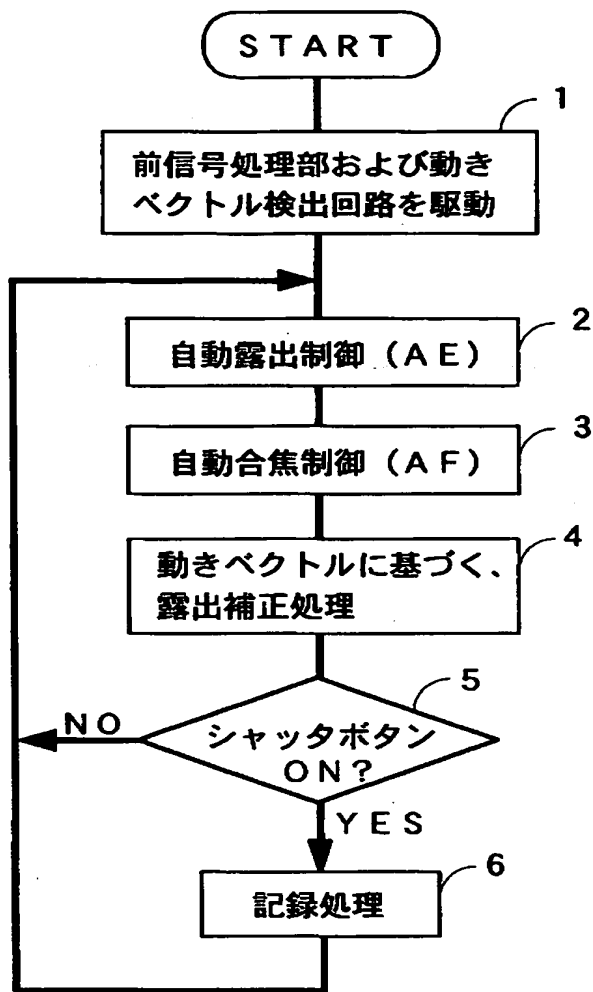 START
1
前信号処理部および動き
ベクトル検出回路を駆動
2
自動露出制御(AE)
3
自動合焦制御(AF)
4
動きベクトルに基づく、
露出補正処理
5
シャッタボタン
ON?
NO
YES
6
記録処理